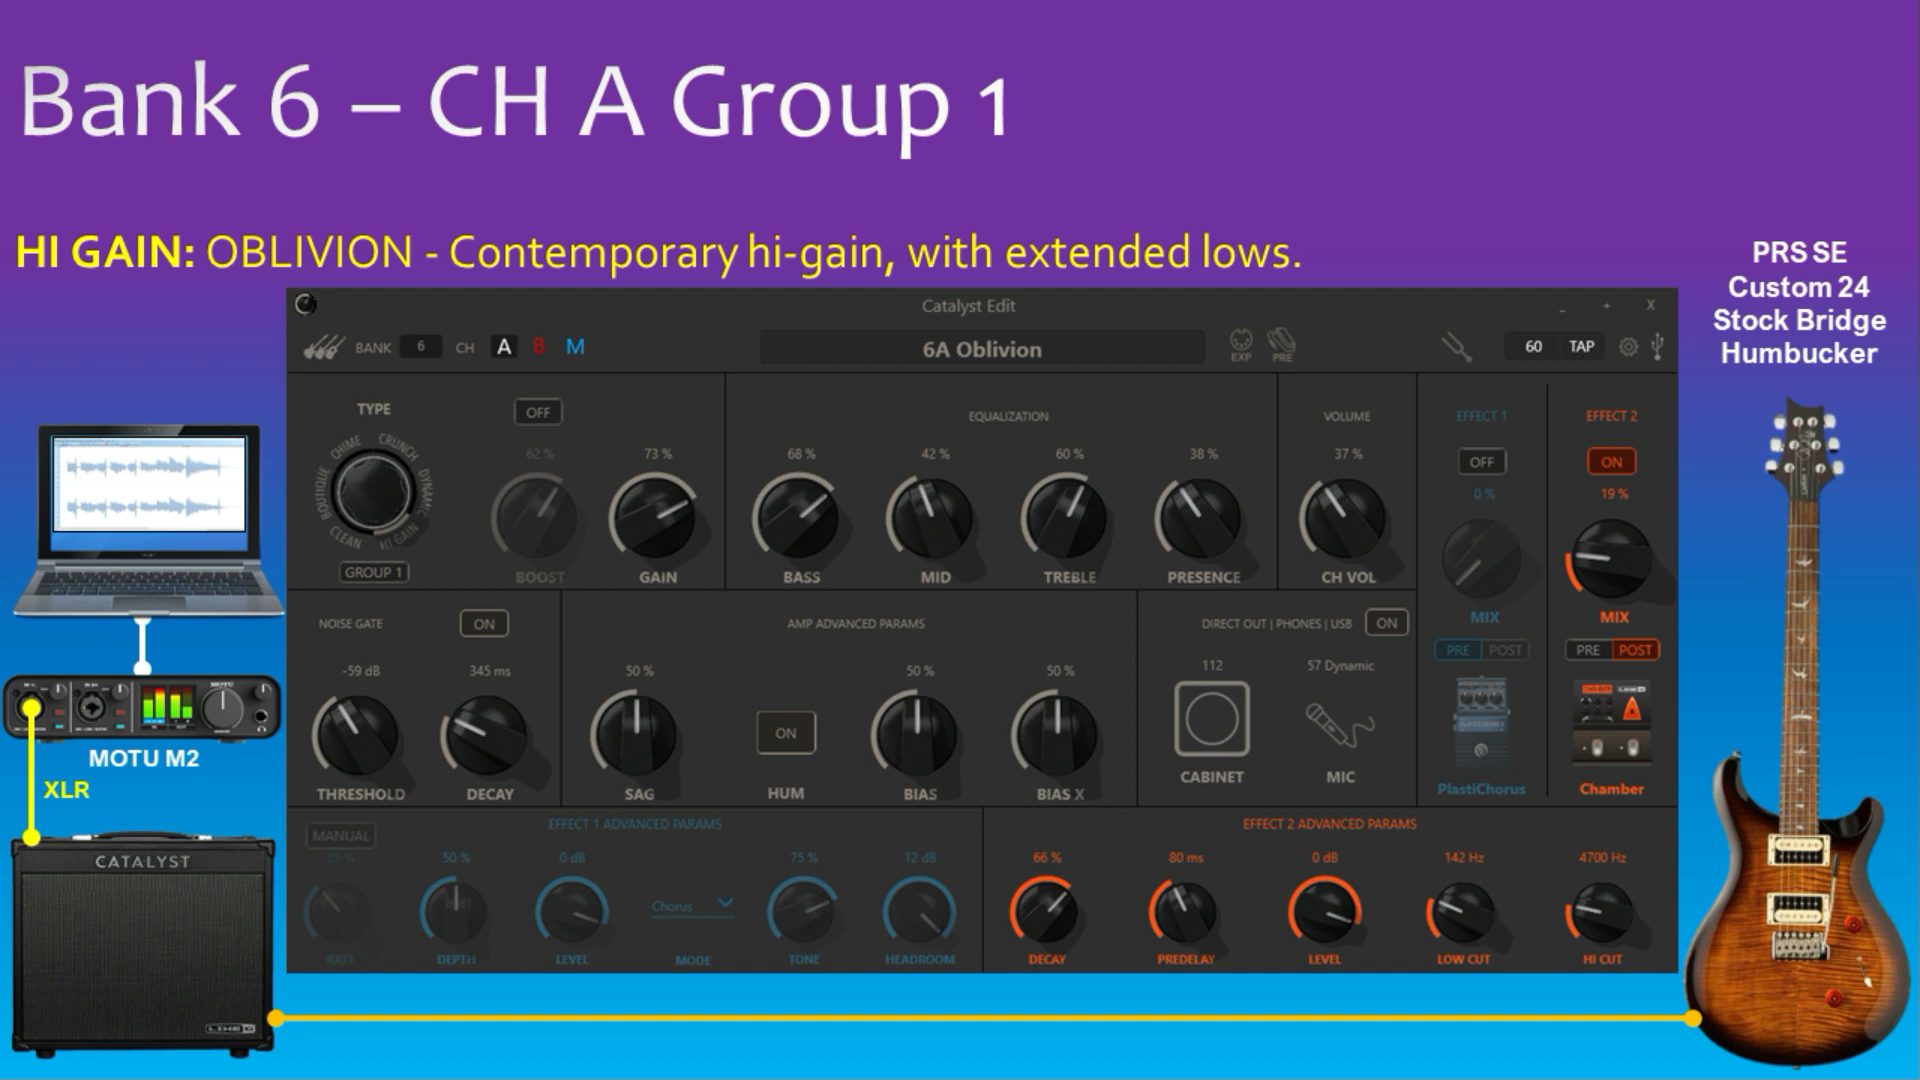 Bank 6 – CH A Group 1
HI GAIN: OBLIVION - Contemporary hi-gain, with extended lows.
PRS SE
Custom 24
Stock Bridge
Humbucker
Catalyst Edit
BANK 6 CH A B M
6A Oblivion
EXP PRE
60 TAP
TYPE
CLEAN BOUTIQUE CHIME CRUNCH DYNAMIC HI GAIN
GROUP 1
OFF
62 % 73 %
BOOST GAIN
EQUALIZATION
68 % 42 % 60 % 38 %
BASS MID TREBLE PRESENCE
VOLUME
37 %
CH VOL
EFFECT 1
OFF
0 %
MIX
PRE POST
PlastiChorus
EFFECT 2
ON
19 %
MIX
PRE POST
CHAMBER LINE 6
Chamber
NOISE GATE ON
-59 dB 345 ms
THRESHOLD DECAY
AMP ADVANCED PARAMS
50 % ON 50 % 50 %
SAG HUM BIAS BIAS X
DIRECT OUT | PHONES | USB ON
112 57 Dynamic
CABINET MIC
EFFECT 1 ADVANCED PARAMS
MANUAL
35 % 50 % 0 dB Chorus 75 % 12 dB
RATE DEPTH LEVEL MODE TONE HEADROOM
EFFECT 2 ADVANCED PARAMS
66 % 80 ms 0 dB 142 Hz 4700 Hz
DECAY PREDELAY LEVEL LOW CUT HI CUT
MOTU
MOTU M2
XLR
CATALYST
LINE 6